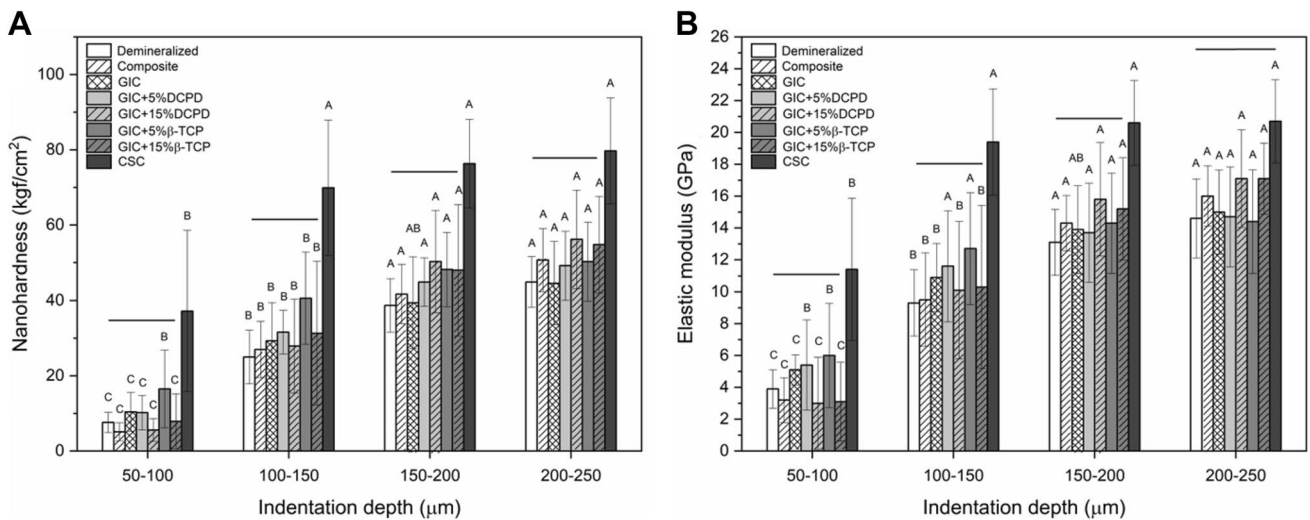 A
Nanohardness (kgf/cm²)
100
80
60
40
20
0
Demineralized
Composite
GIC
GIC+5%DCPD
GIC+15%DCPD
GIC+5%β-TCP
GIC+15%β-TCP
CSC
C C C C C B C B
B B B B B B B A
A A AB A A A A A
A A A A A A A A
50-100 100-150 150-200 200-250
Indentation depth (μm)
B
Elastic modulus (GPa)
26
24
22
20
18
16
14
12
10
8
6
4
2
0
Demineralized
Composite
GIC
GIC+5%DCPD
GIC+15%DCPD
GIC+5%β-TCP
GIC+15%β-TCP
CSC
C C C B C B C B
B B B A B A B A
A A AB A A A A A
A A A A A A A A
50-100 100-150 150-200 200-250
Indentation depth (μm)